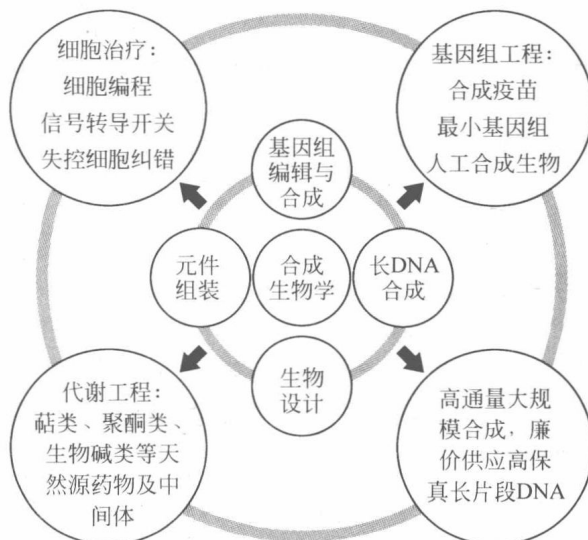 细胞治疗：
细胞编程
信号转导开关
失控细胞纠错
基因组工程：
合成疫苗
最小基因组
人工合成生物
基因组
编辑与
合成
元件
组装
合成
生物学
长DNA
合成
生物
设计
代谢工程：
萜类、聚酮类、
生物碱类等天
然源药物及中
间体
高通量大规
模合成，廉
价供应高保
真长片段DNA